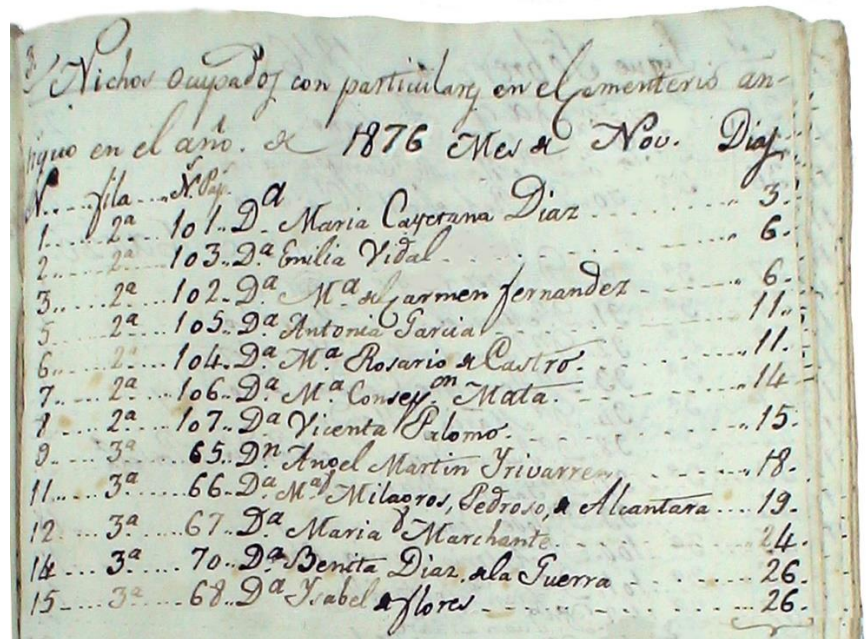 Nichos ocupados con particulares en el Cementerio an-
tiguo en el año. de 1876 Mes de Nov. Dias
N. fila N. Paj.
1. 2ª 101. Dª Maria Cayetana Diaz 3.
2. 2ª 103. Dª Emilia Vidal 6.
3. 2ª 102. Dª Mª del Carmen fernandez 6.
5 2ª 105. Dª Antonia Garcia 11.
6. 2ª 104. Dª Mª Rosario de Castro. 11.
7. 2ª 106. Dª Mª Consepon Mata. 14
8 2ª 107. Dª Vicenta Palomo. 15.
9 3ª 65. Dn Angel Martin Yrivarren 18.
11 3ª 66. Dª Mª Milagros, Pedroso, de Alcantara 19.
12 3ª 67. Dª Maria Marchante 24
14 3ª 70. Dª Benita Diaz, de la Guerra 26.
15 3ª 68. Dª Ysabel de flores 26.